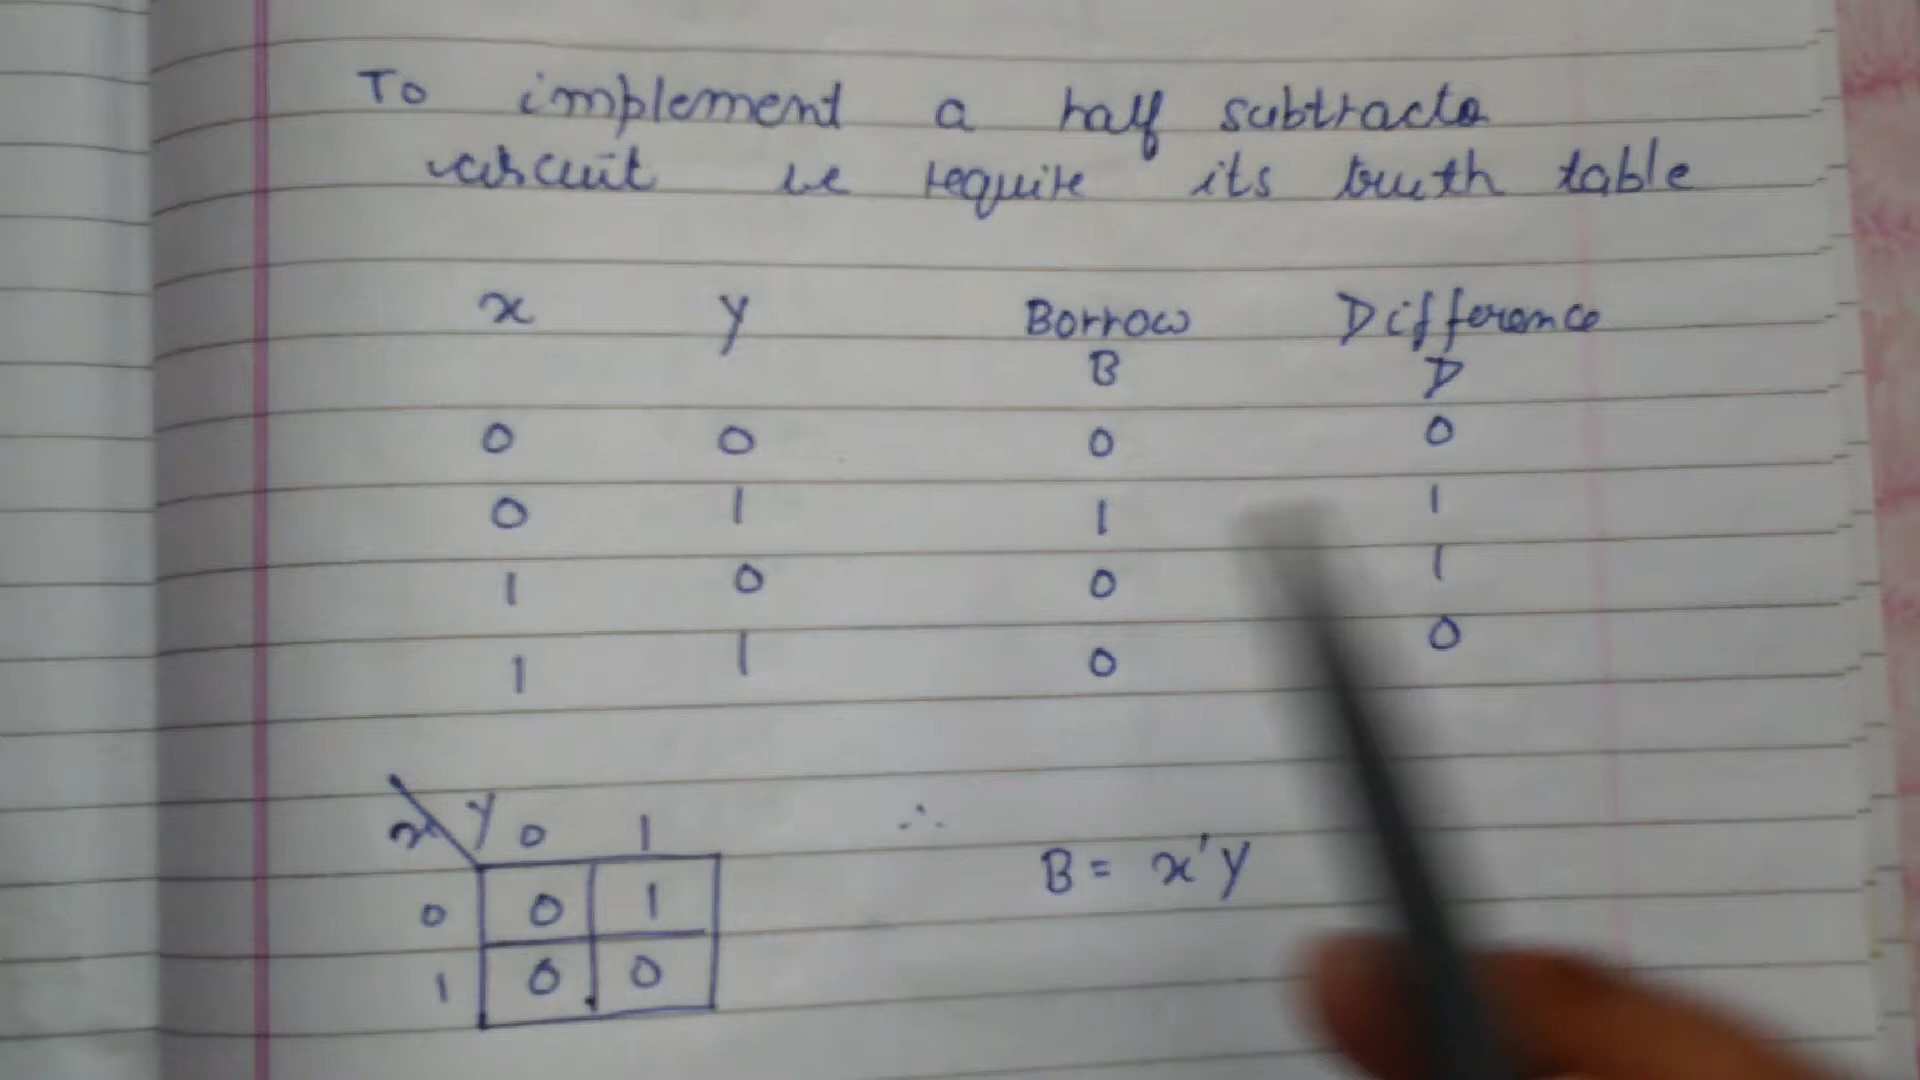 To implement a half subtracto
circuit we require its truth table
x y Borrow Difference
B D
0 0 0 0
0 1 1 1
1 0 0 1
1 1 0 0
x y 0 1
∴ B = x'y
0 0 1
1 0 0